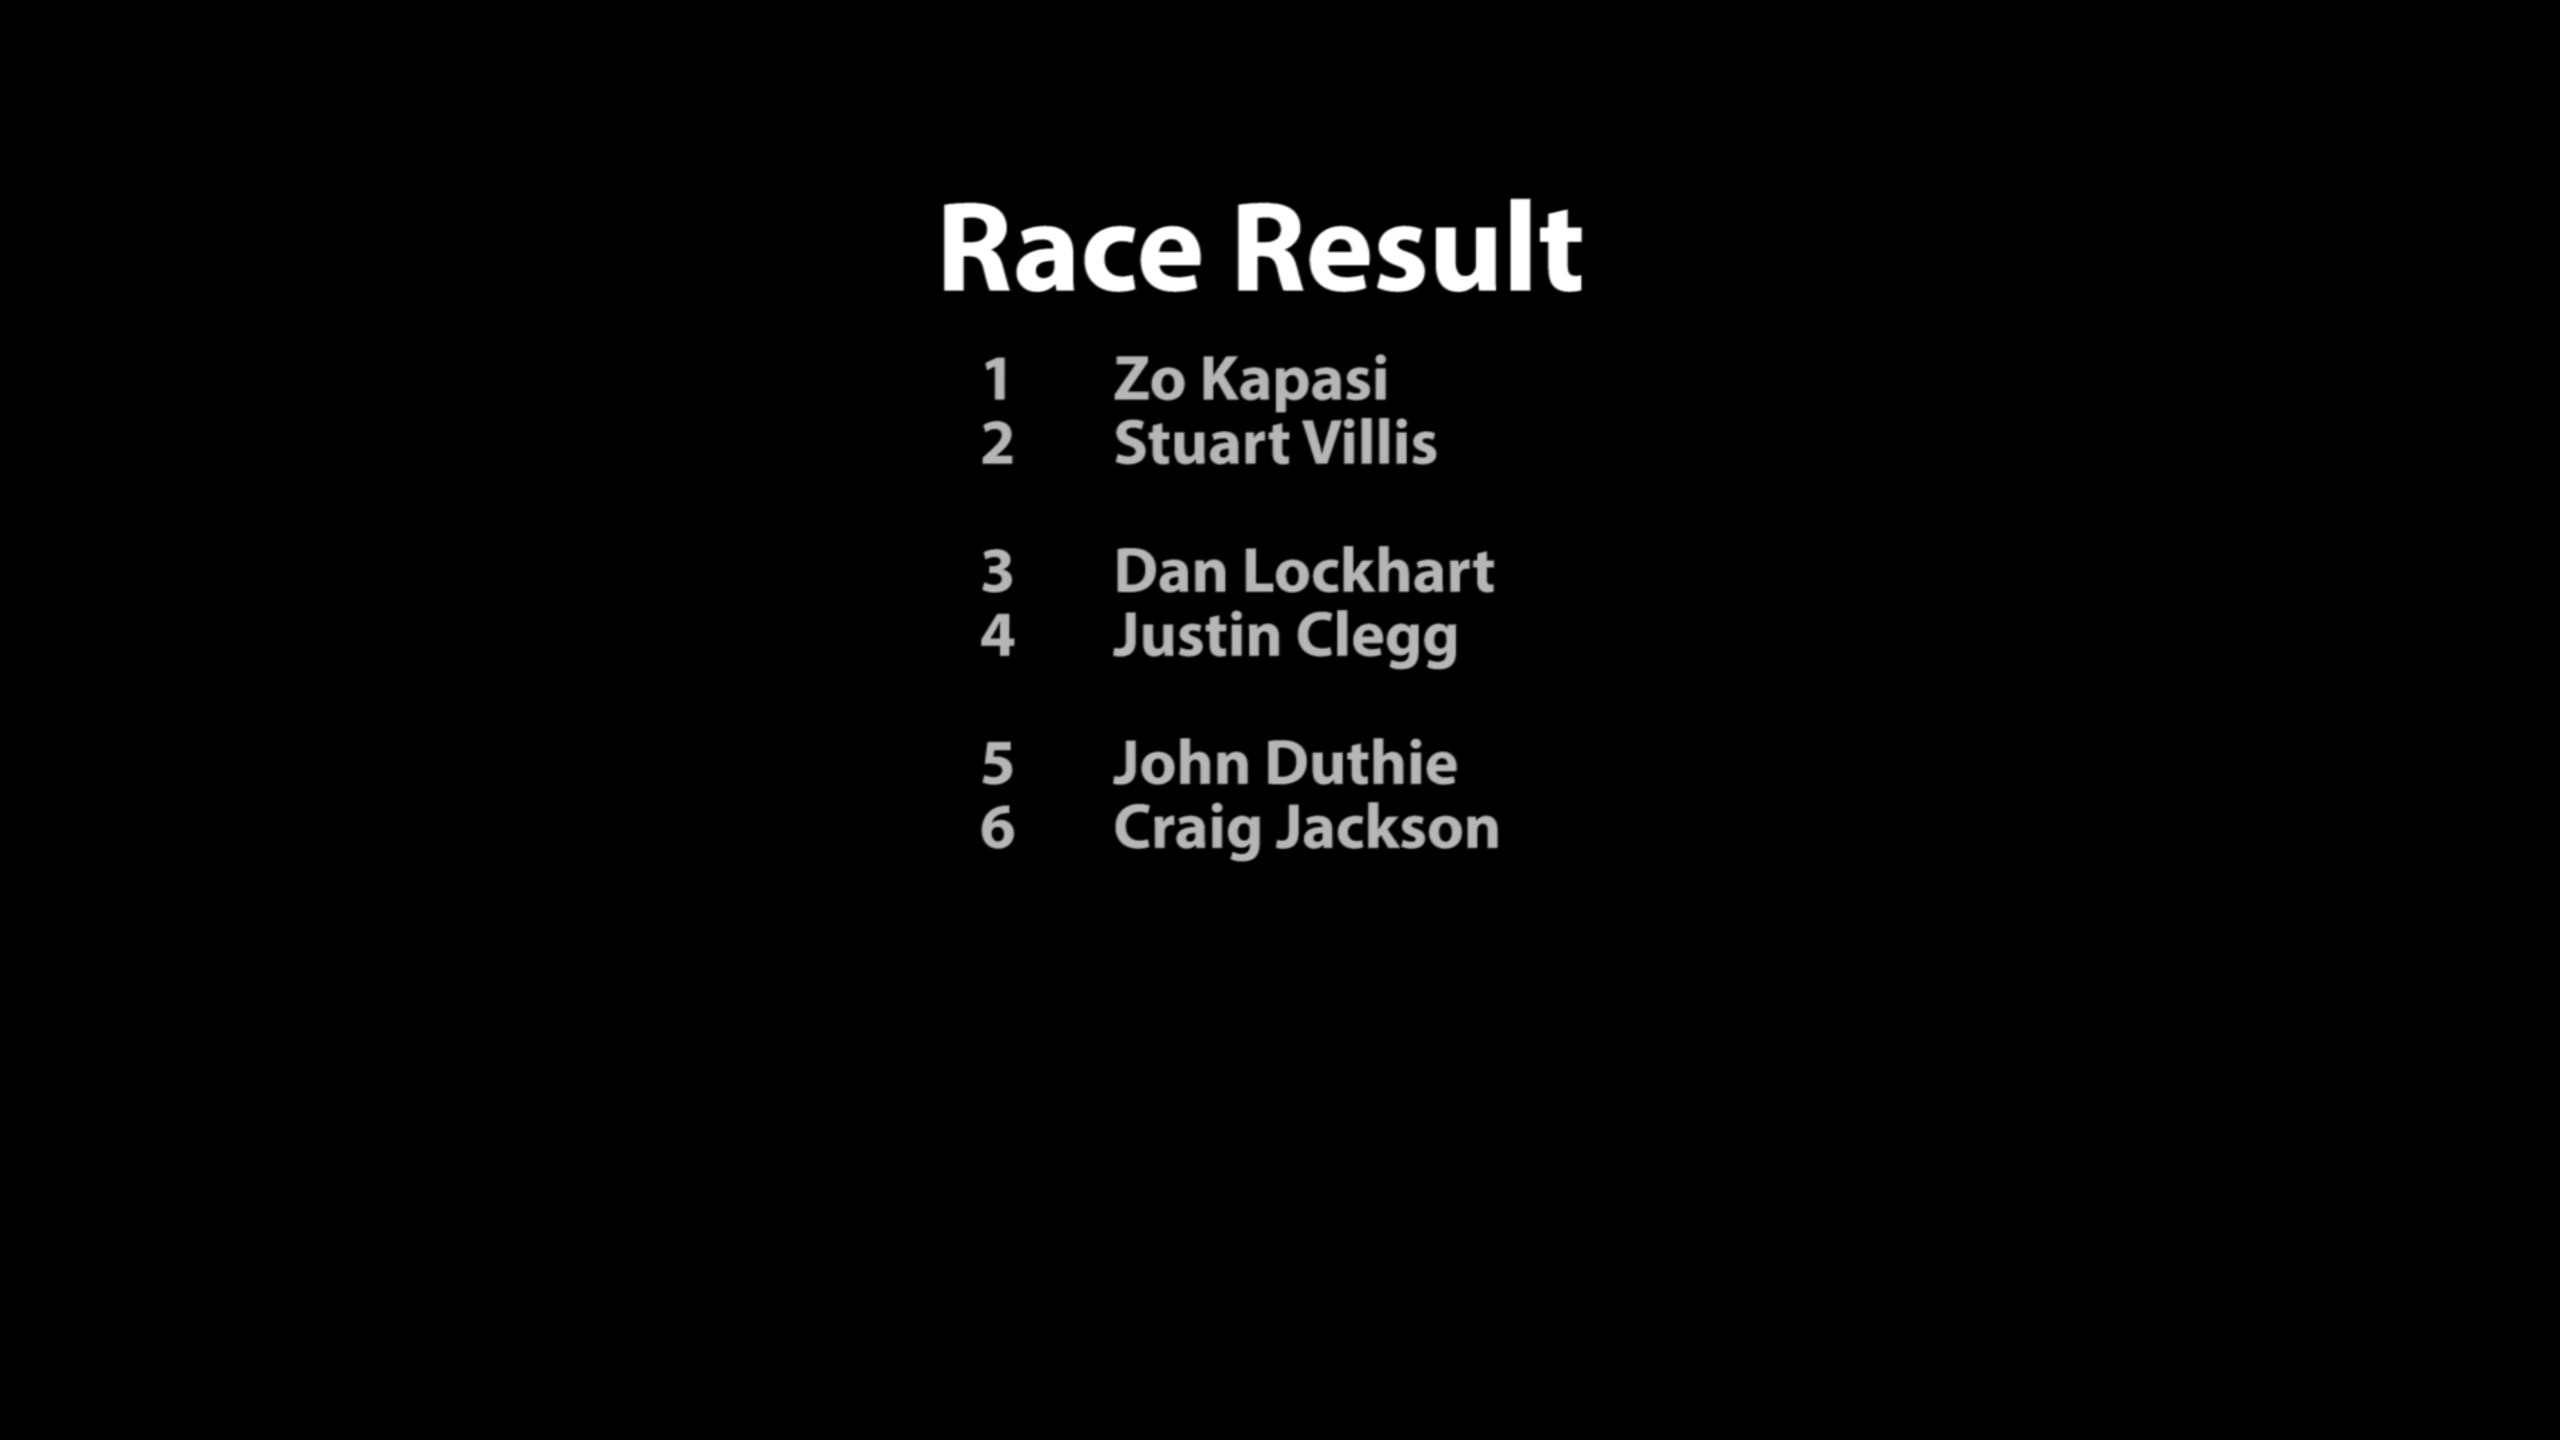 Race Result
1 Zo Kapasi
2 Stuart Villis
3 Dan Lockhart
4 Justin Clegg
5 John Duthie
6 Craig Jackson